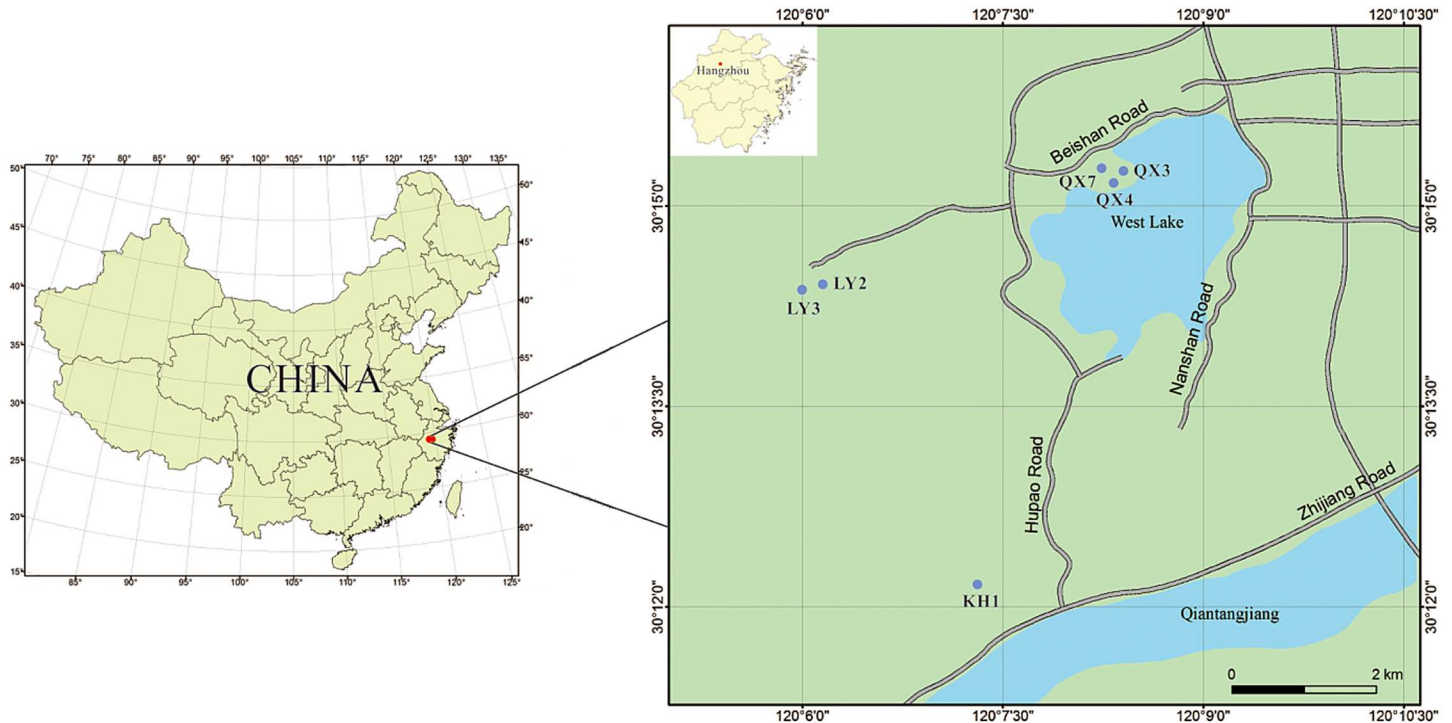 70° 75° 80° 85° 90° 95° 100° 105° 110° 115° 120° 125° 130° 135°
50°
45°
40°
35°
30°
25°
20°
15°
50°
45°
40°
35°
60°
30°
25°
20°
CHINA
85° 90° 95° 100° 105° 110° 115° 120° 125°
120°6'0" 120°7'30" 120°9'0" 120°10'30"
Hangzhou
Beishan Road
QX7
QX3
QX4
West Lake
30°15'0"
30°15'0"
LY2
LY3
Nanshan Road
30°13'30"
30°13'30"
Hupao Road
Zhijiang Road
KH1
30°12'0"
30°12'0"
Qiantangjiang
0 2 km
120°6'0" 120°7'30" 120°9'0" 120°10'30"